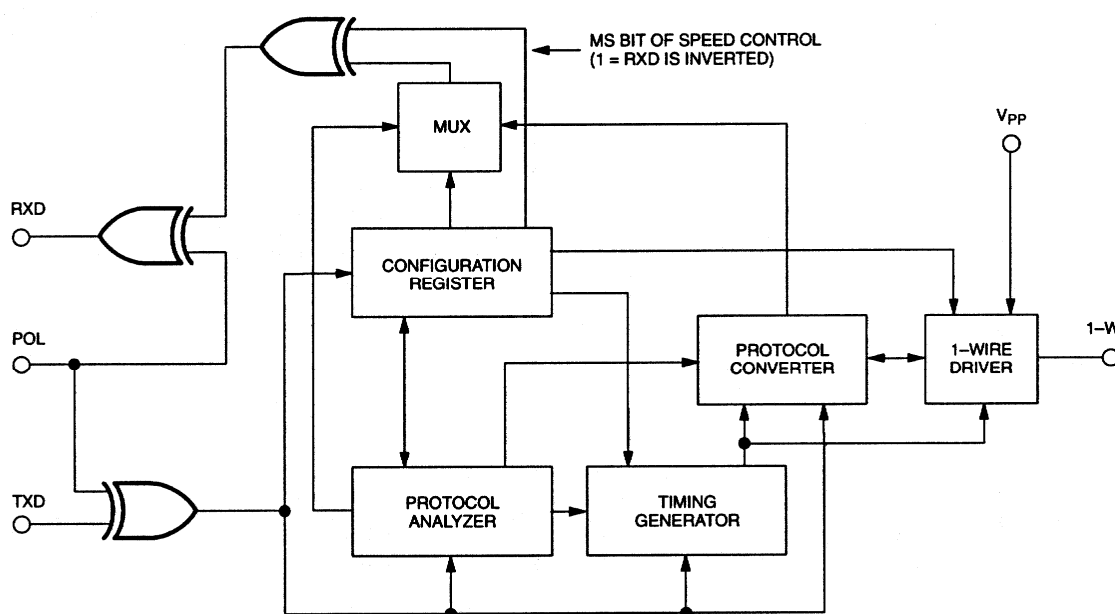 MS BIT OF SPEED CONTROL
(1 = RXD IS INVERTED)
MUX
VPP
RXD
CONFIGURATION
REGISTER
POL
PROTOCOL
CONVERTER
1–WIRE
DRIVER
1–W
TXD
PROTOCOL
ANALYZER
TIMING
GENERATOR